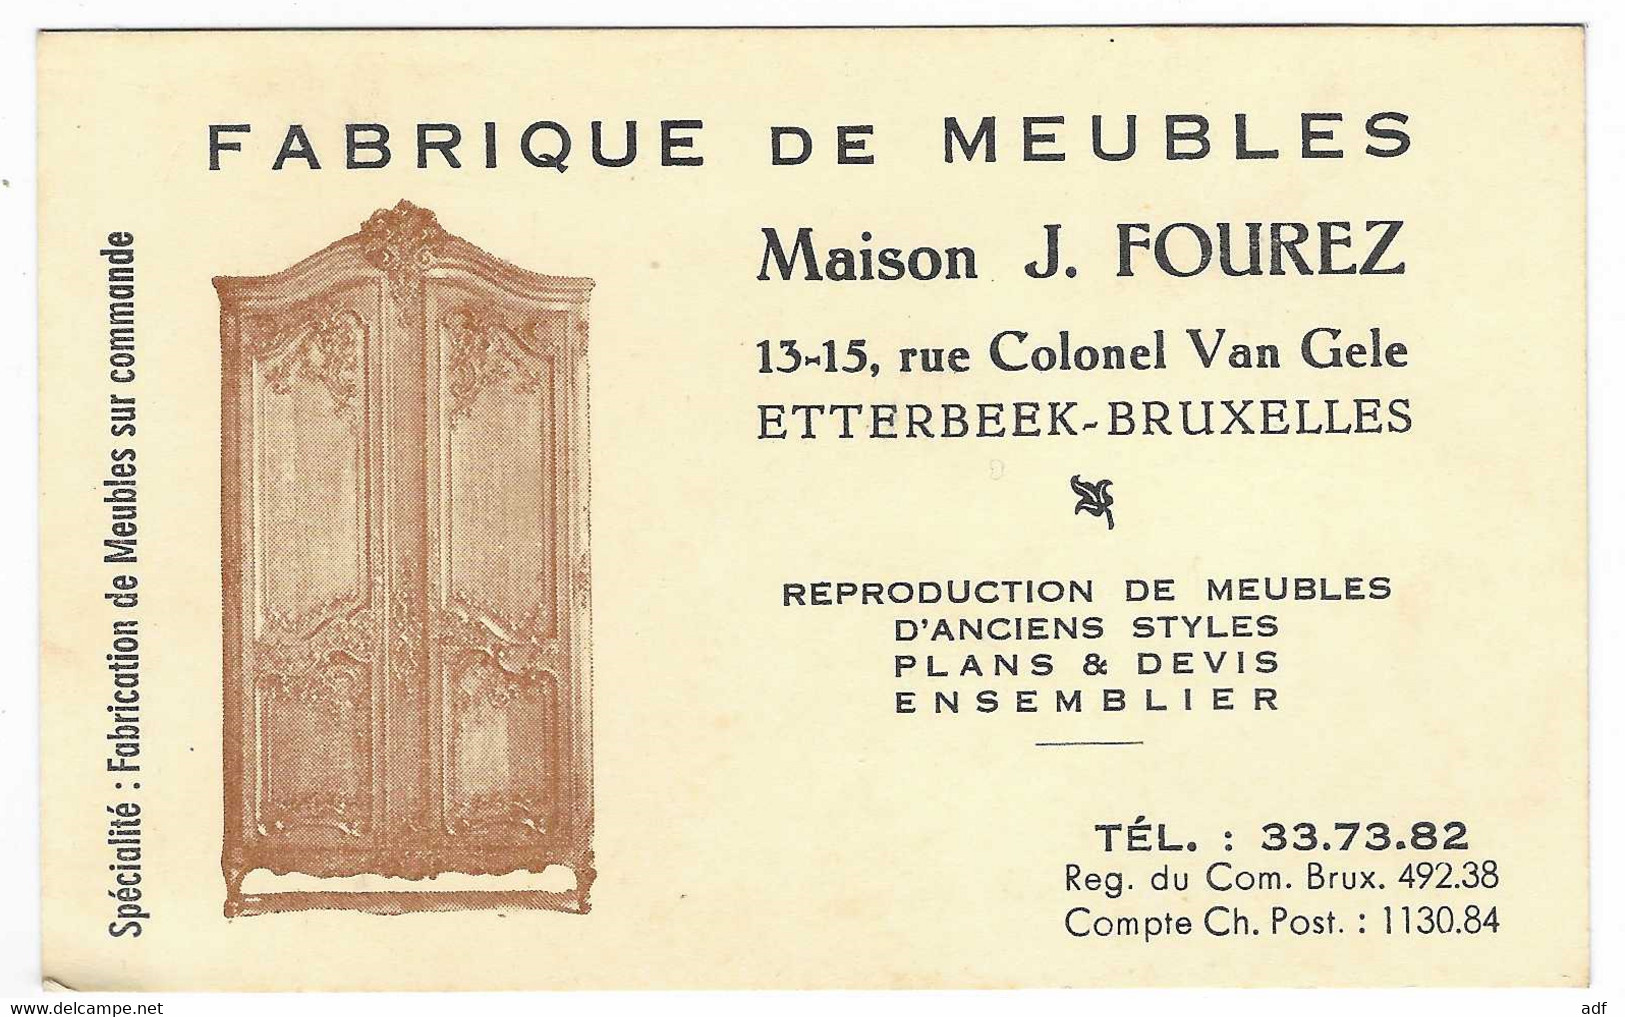 FABRIQUE DE MEUBLES
Maison J. FOUREZ
13-15, rue Colonel Van Gele
ETTERBEEK-BRUXELLES
REPRODUCTION DE MEUBLES
D'ANCIENS STYLES
PLANS & DEVIS
ENSEMBLIER
TÉL. : 33.73.82
Reg. du Com. Brux. 492.38
Compte Ch. Post. : 1130.84
Spécialité : Fabrication de Meubles sur commande
www.delcampe.net
adf